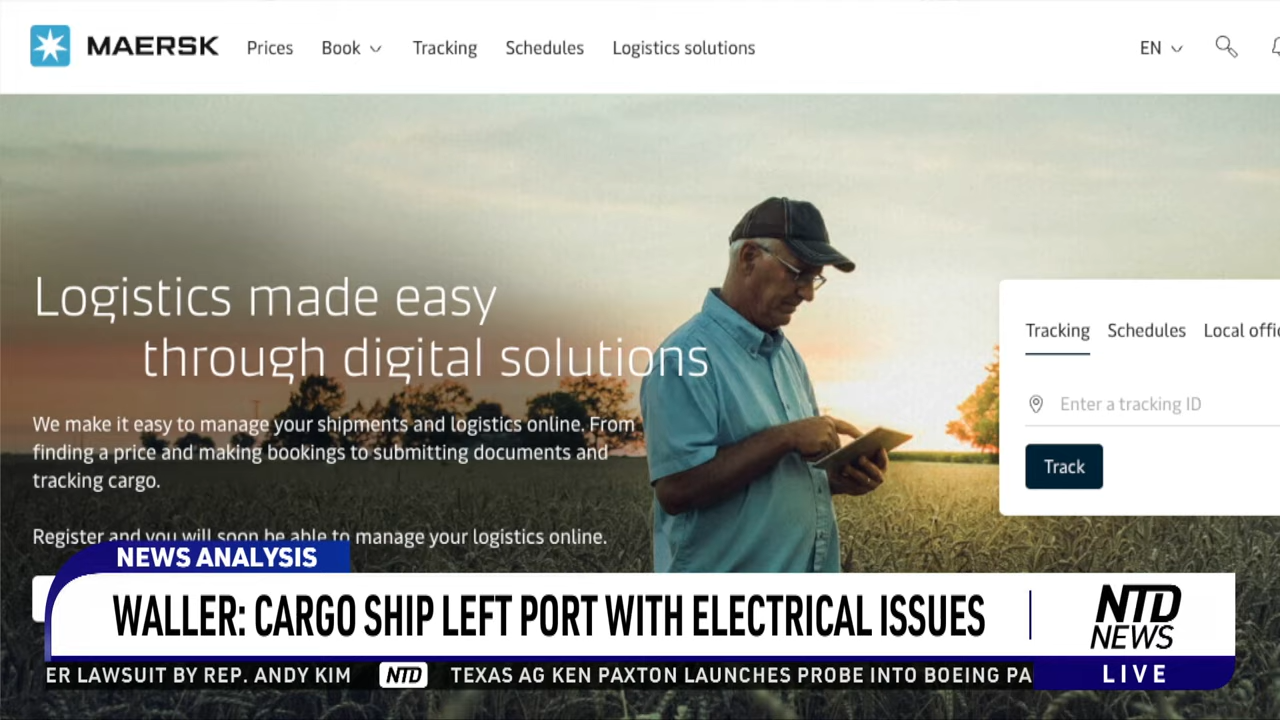 MAERSK Prices Book Tracking Schedules Logistics solutions EN
Logistics made easy
through digital solutions
We make it easy to manage your shipments and logistics online. From
finding a price and making bookings to submitting documents and
tracking cargo.
Register and you will soon be able to manage your logistics online.
Tracking Schedules Local offic
Enter a tracking ID
Track
NEWS ANALYSIS
WALLER: CARGO SHIP LEFT PORT WITH ELECTRICAL ISSUES
NTD
NEWS
LIVE
ER LAWSUIT BY REP. ANDY KIM NTD TEXAS AG KEN PAXTON LAUNCHES PROBE INTO BOEING PA